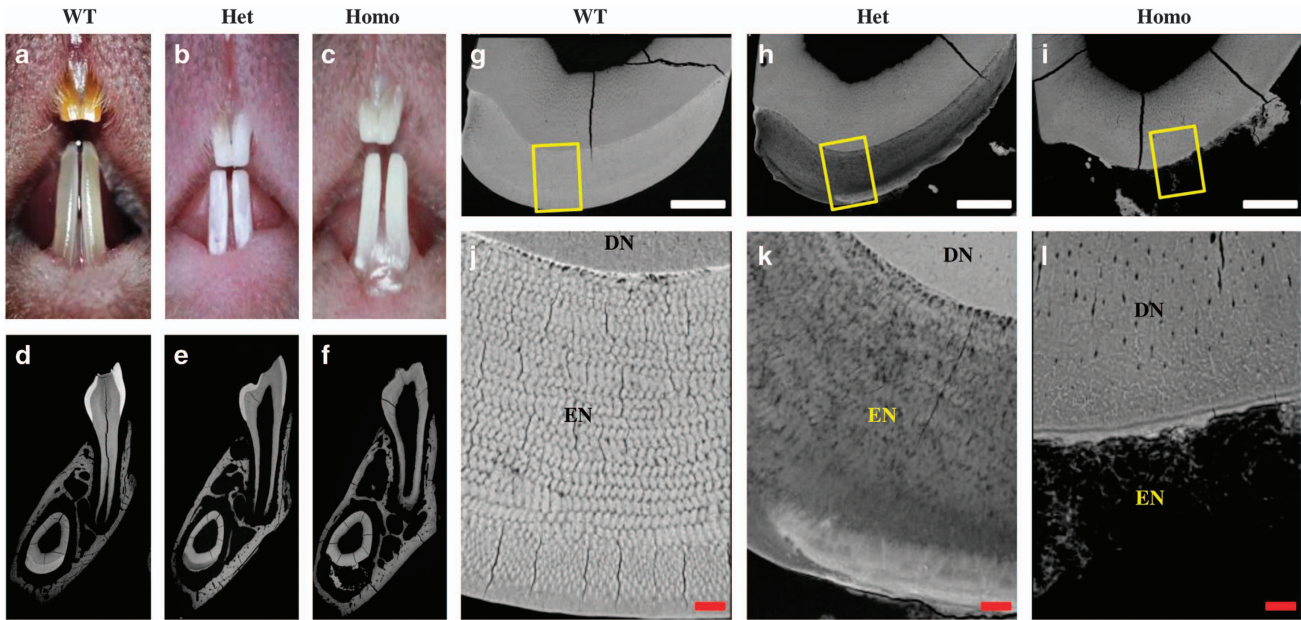 WT Het Homo WT Het Homo
a b c g h i
DN DN
j k l
DN
EN EN
EN
d e f